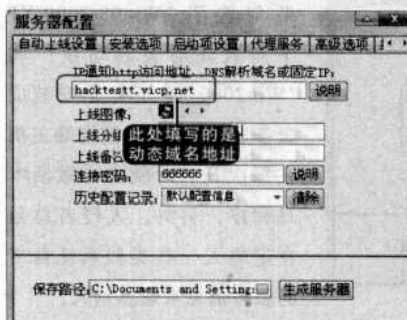 服务器配置
自动上线设置 安装选项 启动项设置 代理服务 高级选项
IP通知http访问地址、DNS解析域名或固定IP:
hacktestt.vicp.net 说明
上线图像:
上线分组
此处填写的是
动态域名地址
上线备注
连接密码: 666666 说明
历史配置记录: 默认配置信息 清除
保存路径: C:\Documents and Setting 生成服务器